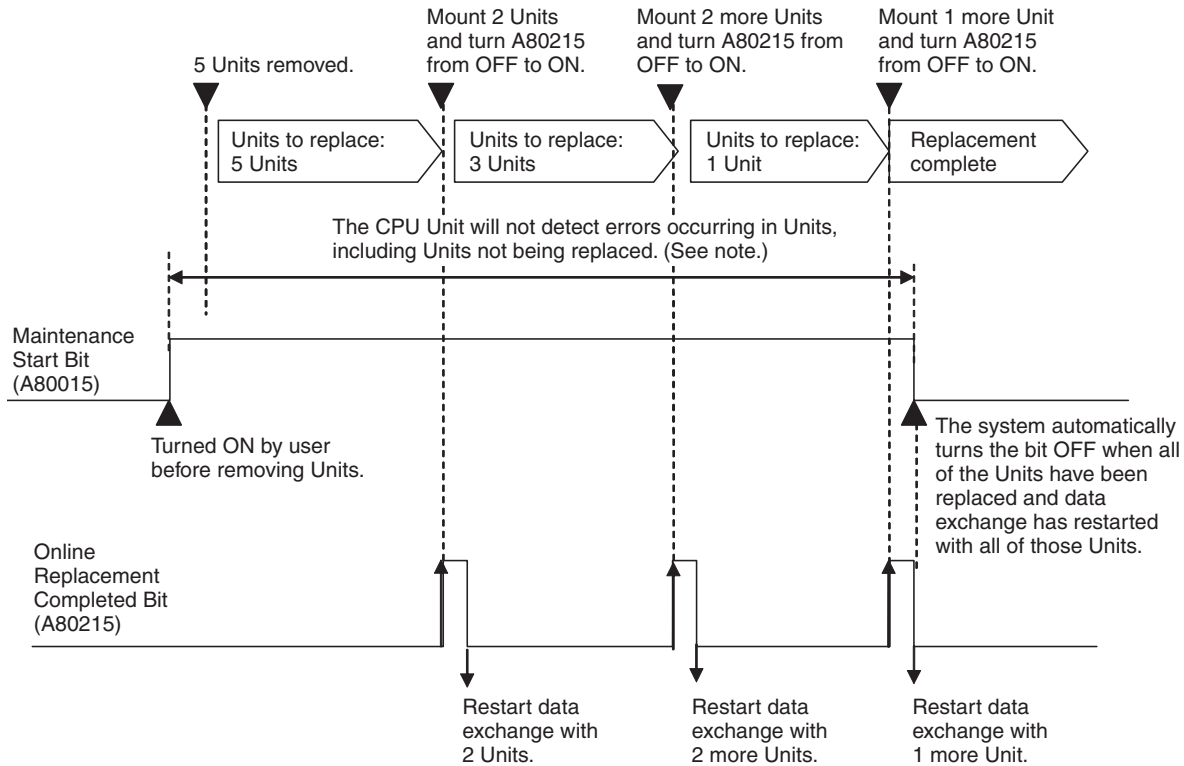 Mount 2 Units
and turn A80215
from OFF to ON.
Mount 2 more Units
and turn A80215 from
OFF to ON.
Mount 1 more Unit
and turn A80215
from OFF to ON.
5 Units removed.
Units to replace:
5 Units
Units to replace:
3 Units
Units to replace:
1 Unit
Replacement
complete
The CPU Unit will not detect errors occurring in Units,
including Units not being replaced. (See note.)
Maintenance
Start Bit
(A80015)
Turned ON by user
before removing Units.
The system automatically
turns the bit OFF when all
of the Units have been
replaced and data
exchange has restarted
with all of those Units.
Online
Replacement
Completed Bit
(A80215)
Restart data
exchange with
2 Units.
Restart data
exchange with
2 more Units.
Restart data
exchange with
1 more Unit.